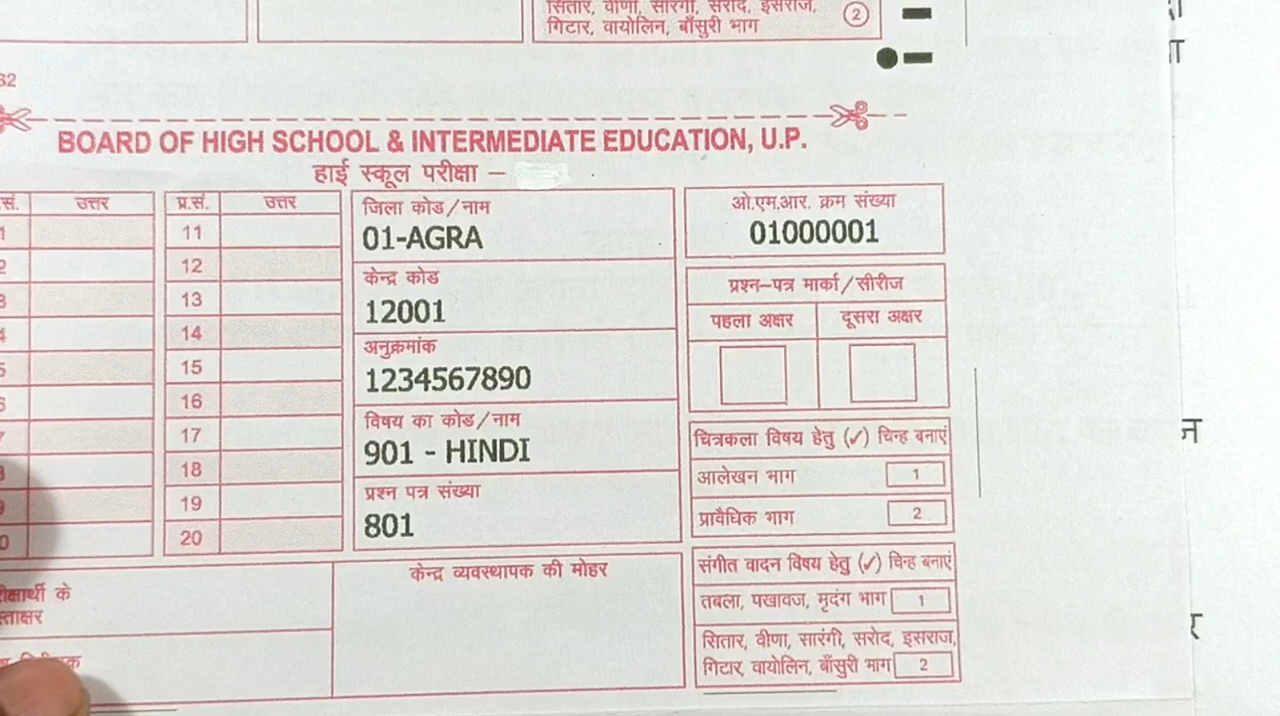 सितार, वीणा, सारंगी, सरोद, इसराज,
गिटार, वायोलिन, बाँसुरी भाग 2
62
BOARD OF HIGH SCHOOL & INTERMEDIATE EDUCATION, U.P.
हाई स्कूल परीक्षा –
उत्तर
प्र.सं. उत्तर
11
12
13
14
15
16
17
18
19
20
जिला कोड/नाम
01-AGRA
केन्द्र कोड
12001
अनुक्रमांक
1234567890
विषय का कोड/नाम
901 - HINDI
प्रश्न पत्र संख्या
801
ओ.एम.आर. क्रम संख्या
01000001
प्रश्न–पत्र मार्का/सीरीज
पहला अक्षर दूसरा अक्षर
चित्रकला विषय हेतु (✓) चिन्ह बनाएं
आलेखन भाग 1
प्राविधिक भाग 2
संगीत वादन विषय हेतु (✓) चिन्ह बनाएं
तबला, पखावज, मृदंग भाग 1
सितार, वीणा, सारंगी, सरोद, इसराज,
गिटार, वायोलिन, बाँसुरी भाग 2
केन्द्र व्यवस्थापक की मोहर